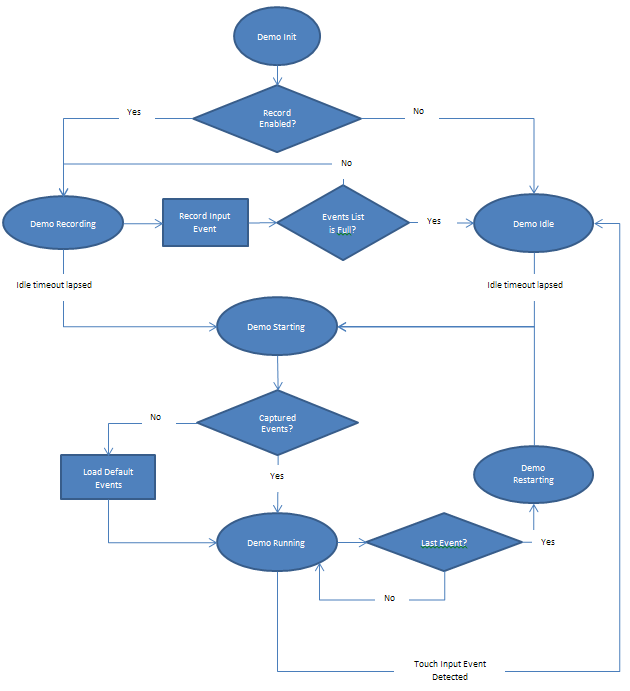 Demo Init
Record
Enabled?
Yes
No
No
Demo Recording
Record Input
Event
Events List
is Full?
Yes
Demo Idle
Idle timeout lapsed
Idle timeout lapsed
Demo Starting
Captured
Events?
No
Load Default
Events
Yes
Demo
Restarting
Demo Running
Last Event?
Yes
No
Touch Input Event
Detected